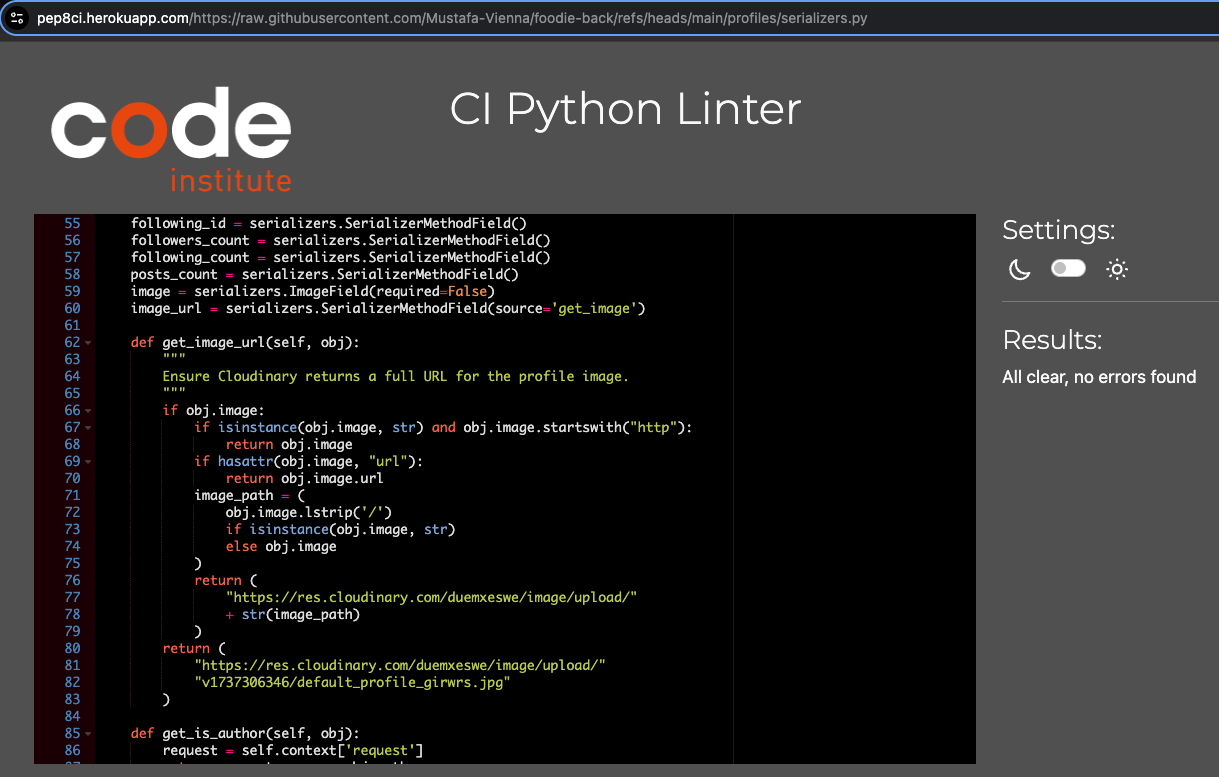 pep8ci.herokuapp.com/https://raw.githubusercontent.com/Mustafa-Vienna/foodie-back/refs/heads/main/profiles/serializers.py
code
institute
CI Python Linter
55 following_id = serializers.SerializerMethodField()
56 followers_count = serializers.SerializerMethodField()
57 following_count = serializers.SerializerMethodField()
58 posts_count = serializers.SerializerMethodField()
59 image = serializers.ImageField(required=False)
60 image_url = serializers.SerializerMethodField(source='get_image')
61
62 def get_image_url(self, obj):
63 """
64 Ensure Cloudinary returns a full URL for the profile image.
65 """
66 if obj.image:
67 if isinstance(obj.image, str) and obj.image.startswith("http"):
68 return obj.image
69 if hasattr(obj.image, "url"):
70 return obj.image.url
71 image_path = (
72 obj.image.lstrip('/')
73 if isinstance(obj.image, str)
74 else obj.image
75 )
76 return (
77 "https://res.cloudinary.com/duemxeswe/image/upload/"
78 + str(image_path)
79 )
80 return (
81 "https://res.cloudinary.com/duemxeswe/image/upload/"
82 "v1737306346/default_profile_girwrs.jpg"
83 )
84
85 def get_is_author(self, obj):
86 request = self.context['request']
Settings:
Results:
All clear, no errors found